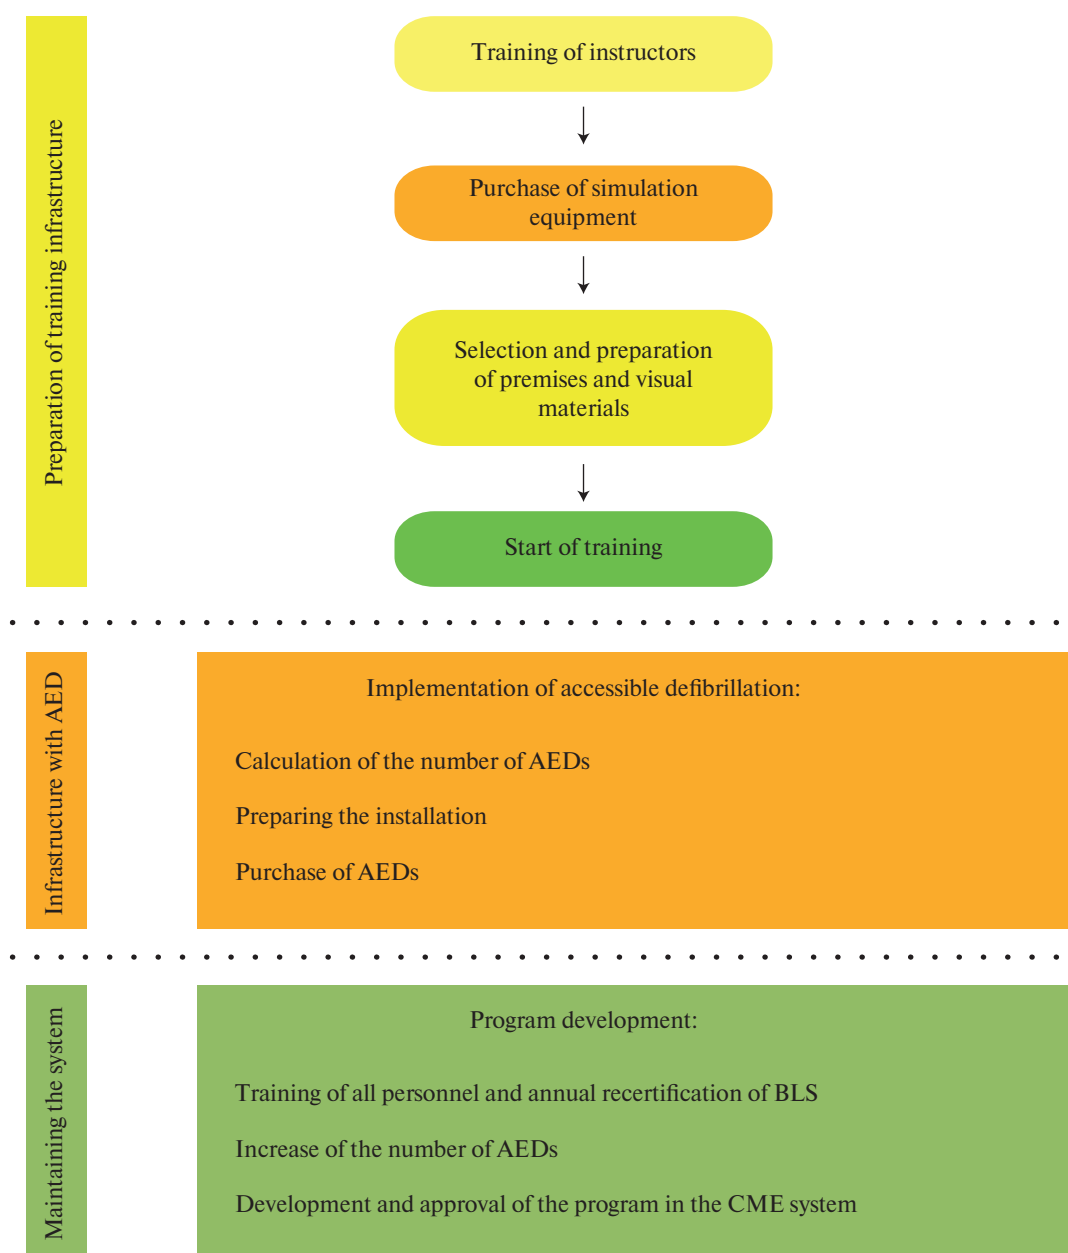 Preparation of training infrastructure
Training of instructors
Purchase of simulation
equipment
Selection and preparation
of premises and visual
materials
Start of training
Infrastructure with AED
Implementation of accessible defibrillation:
Calculation of the number of AEDs
Preparing the installation
Purchase of AEDs
Maintaining the system
Program development:
Training of all personnel and annual recertification of BLS
Increase of the number of AEDs
Development and approval of the program in the CME system